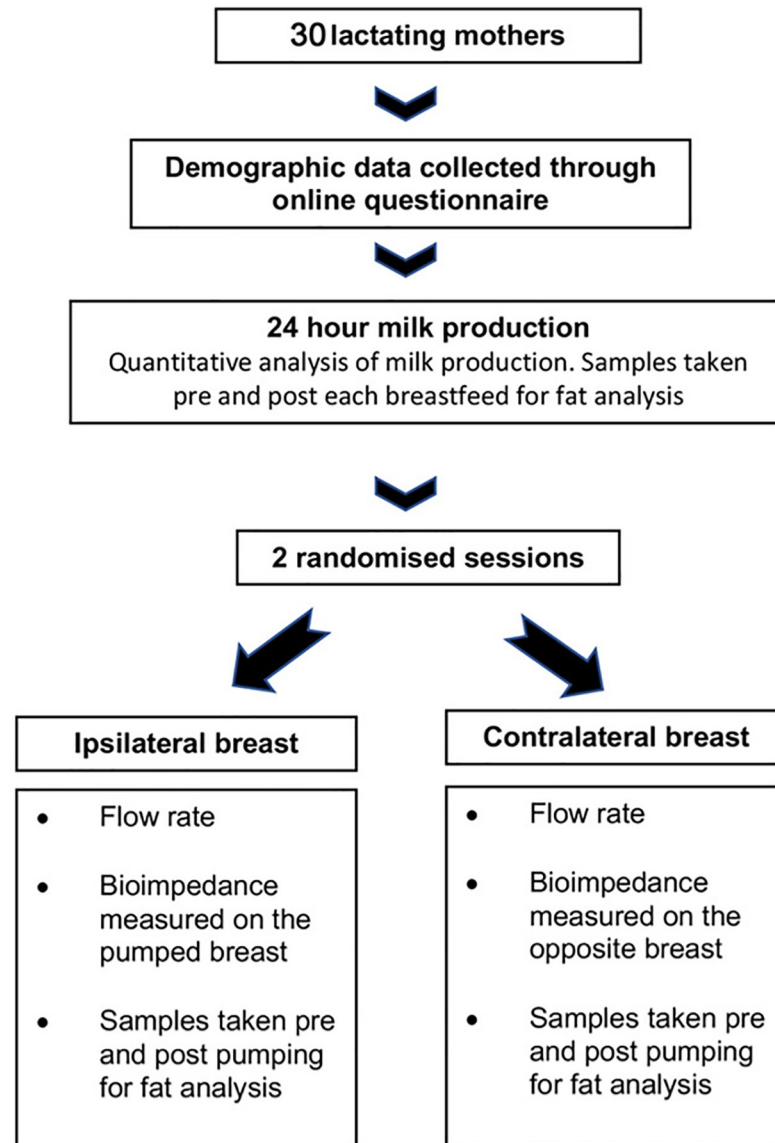 30 lactating mothers
Demographic data collected through
online questionnaire
24 hour milk production
Quantitative analysis of milk production. Samples taken
pre and post each breastfeed for fat analysis
2 randomised sessions
Ipsilateral breast
• Flow rate
• Bioimpedance
measured on the
pumped breast
• Samples taken pre
and post pumping
for fat analysis
Contralateral breast
• Flow rate
• Bioimpedance
measured on the
opposite breast
• Samples taken pre
and post pumping
for fat analysis